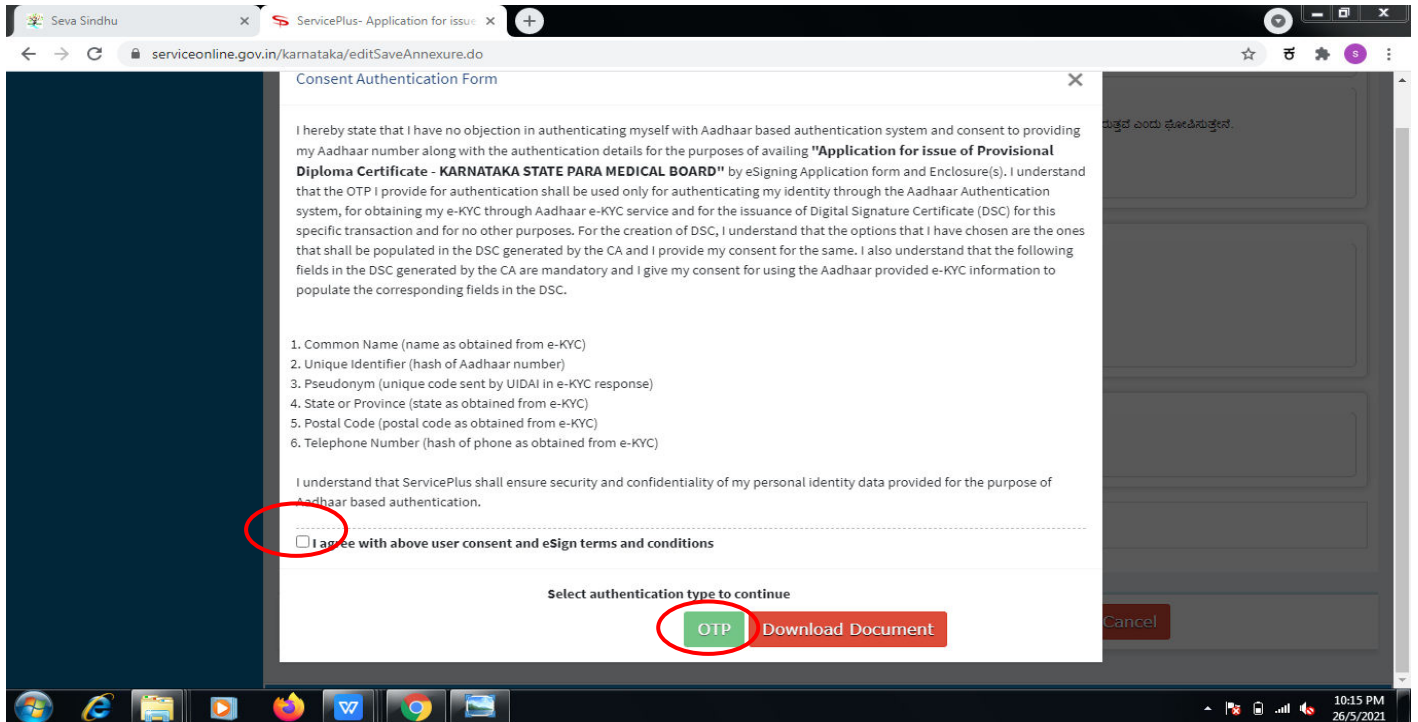 Seva Sindhu
ServicePlus- Application for issue
serviceonline.gov.in/karnataka/editSaveAnnexure.do
ಕ
s
Consent Authentication Form
ಎಂದು ಘೋಷಿಸುತ್ತೇನೆ.
I hereby state that I have no objection in authenticating myself with Aadhaar based authentication system and consent to providing
my Aadhaar number along with the authentication details for the purposes of availing "Application for issue of Provisional
Diploma Certificate - KARNATAKA STATE PARA MEDICAL BOARD" by eSigning Application form and Enclosure(s). I understand
that the OTP I provide for authentication shall be used only for authenticating my identity through the Aadhaar Authentication
system, for obtaining my e-KYC through Aadhaar e-KYC service and for the issuance of Digital Signature Certificate (DSC) for this
specific transaction and for no other purposes. For the creation of DSC, I understand that the options that I have chosen are the ones
that shall be populated in the DSC generated by the CA and I provide my consent for the same. I also understand that the following
fields in the DSC generated by the CA are mandatory and I give my consent for using the Aadhaar provided e-KYC information to
populate the corresponding fields in the DSC.
1. Common Name (name as obtained from e-KYC)
2. Unique Identifier (hash of Aadhaar number)
3. Pseudonym (unique code sent by UIDAI in e-KYC response)
4. State or Province (state as obtained from e-KYC)
5. Postal Code (postal code as obtained from e-KYC)
6. Telephone Number (hash of phone as obtained from e-KYC)
I understand that ServicePlus shall ensure security and confidentiality of my personal identity data provided for the purpose of
Aadhaar based authentication.
I agree with above user consent and eSign terms and conditions
Select authentication type to continue
OTP Download Document
Cancel
10:15 PM
26/5/2021